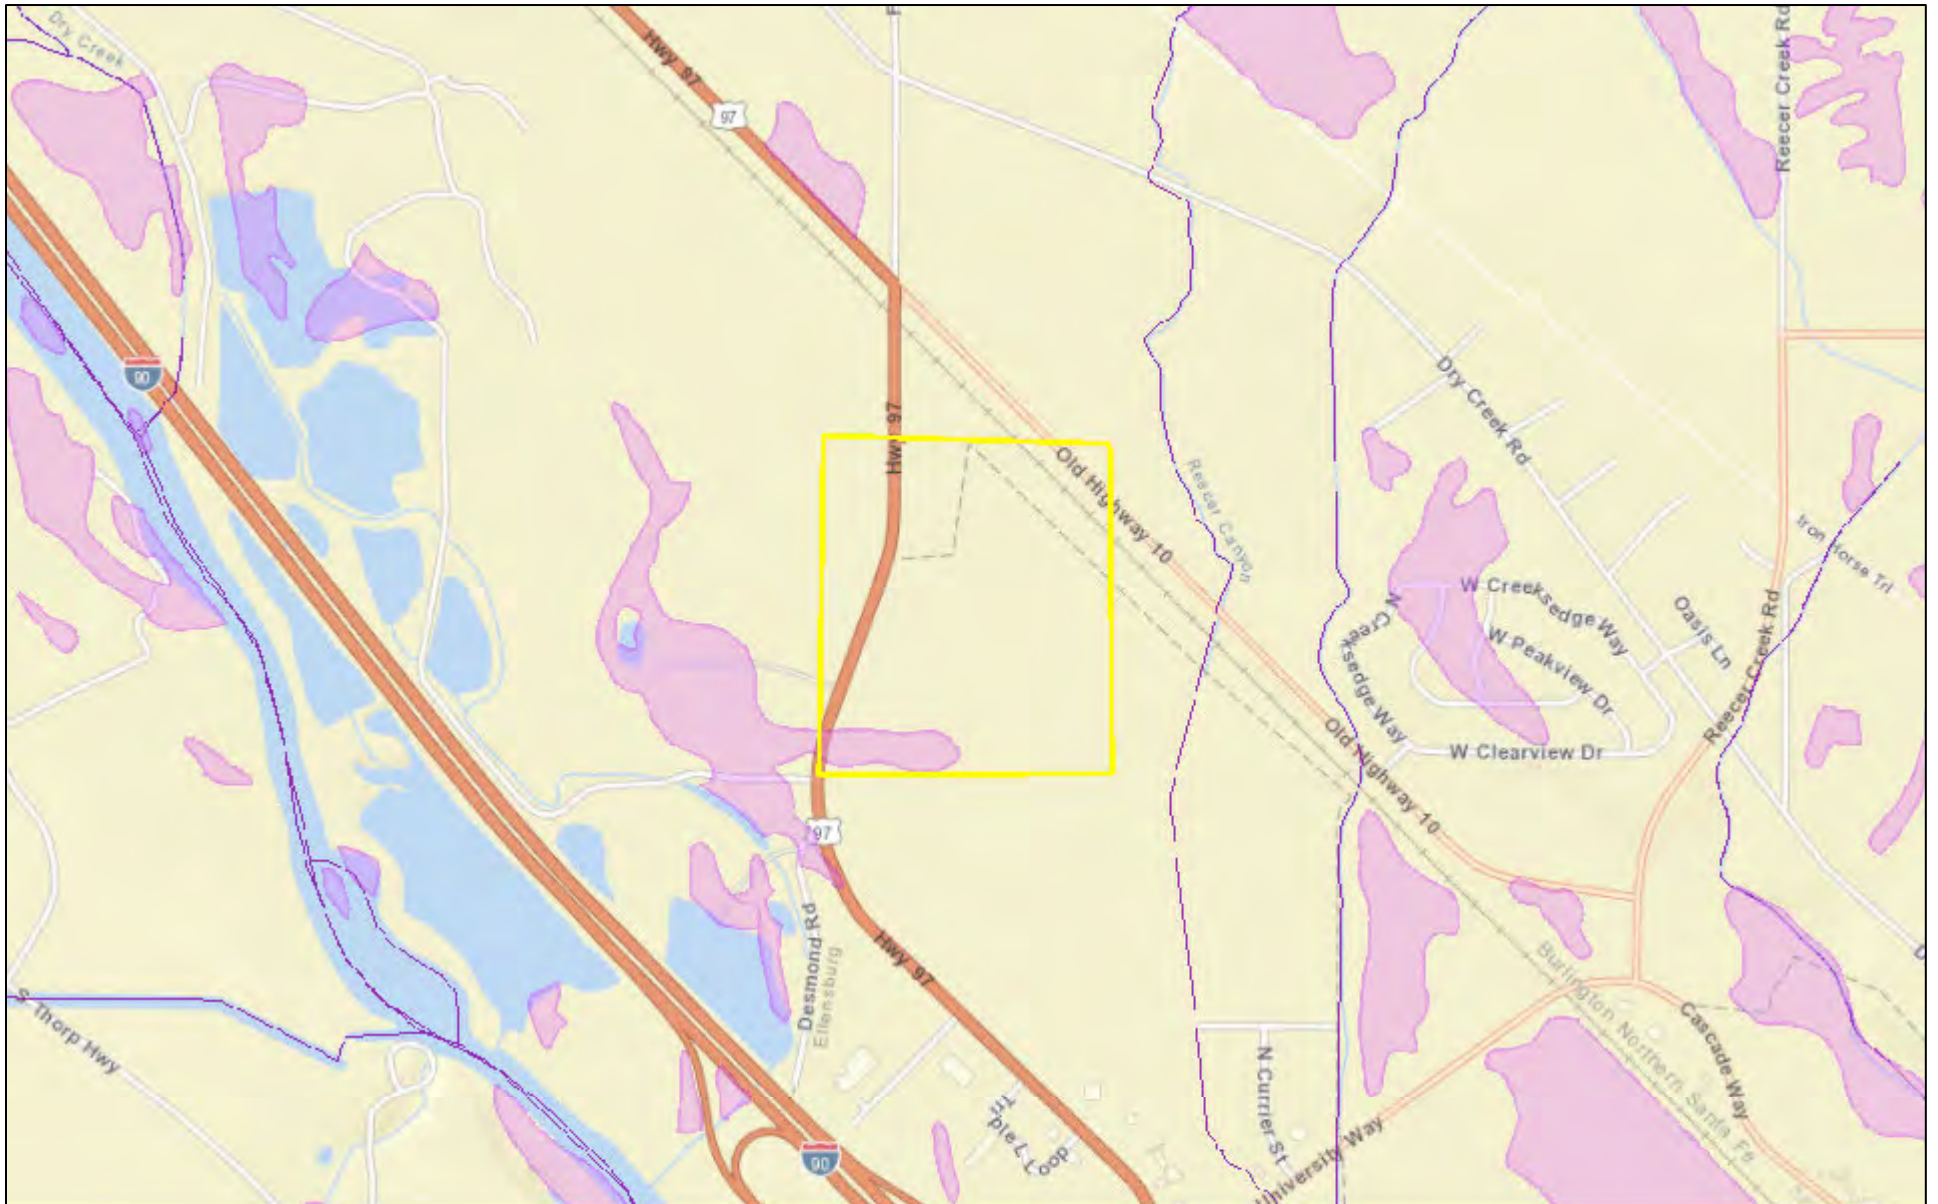 Dry Creek
Hwy 97
97
Reecer Creek Rd
90
Hwy 97
Dry Creek Rd
Old Highway 10
Reecer Canyon
Iron Horse Trl
W Creeksedge Way
Oasis Ln
N Creeksedge Way
W Peakview Dr
Reecer Creek Rd
W Clearview Dr
Old Highway 10
97
Desmond Rd
Ellensburg
Hwy 97
Burlington Northern Santa Fe
Cascade Way
S Thorp Hwy
N Currier St
Triple L Loop
University Way
90